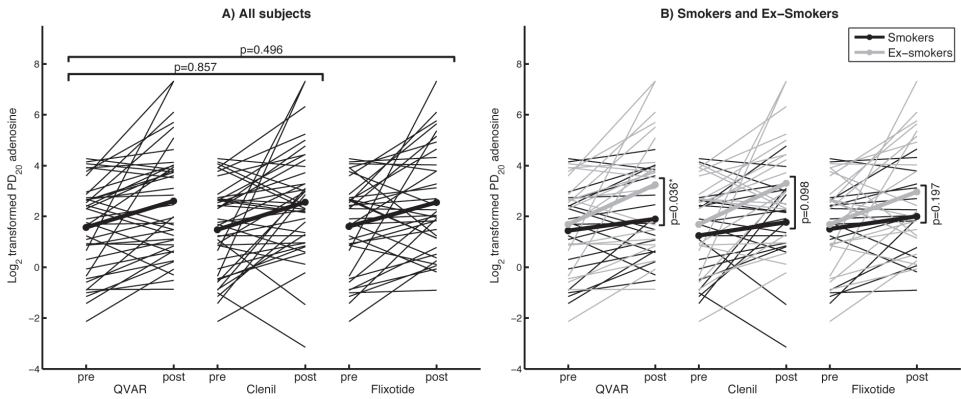 A) All subjects
p=0.496
p=0.857
Log2 transformed PD20 adenosine
8
6
4
2
0
−2
−4
pre post pre post pre post
QVAR Clenil Flixotide
B) Smokers and Ex−Smokers
Smokers
Ex−smokers
Log2 transformed PD20 adenosine
8
6
4
2
0
−2
−4
p=0.036*
p=0.098
p=0.197
pre post pre post pre post
QVAR Clenil Flixotide